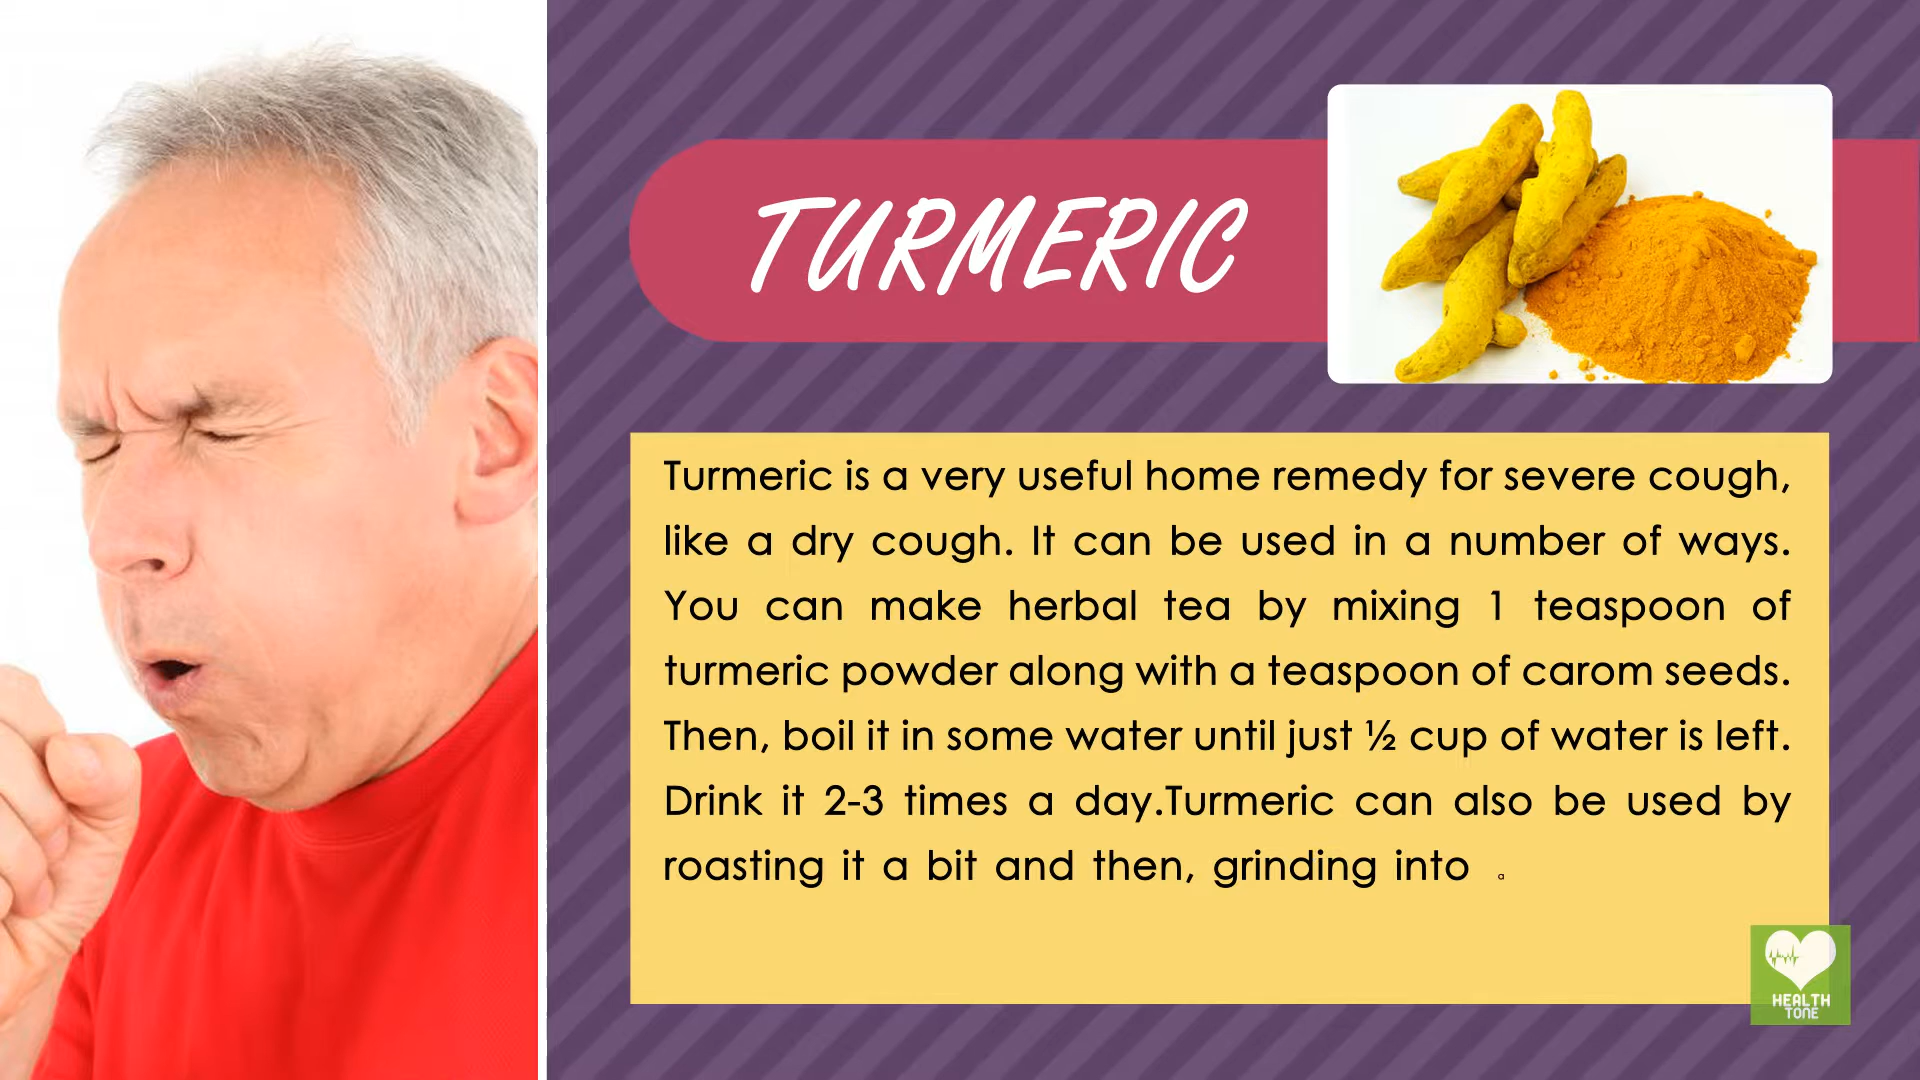 TURMERIC
Turmeric is a very useful home remedy for severe cough,
like a dry cough. It can be used in a number of ways.
You can make herbal tea by mixing 1 teaspoon of
turmeric powder along with a teaspoon of carom seeds.
Then, boil it in some water until just ½ cup of water is left.
Drink it 2-3 times a day.Turmeric can also be used by
roasting it a bit and then, grinding into a
HEALTH
TONE